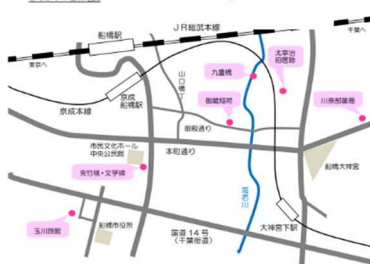 船橋駅
JR総武本線
千葉へ
東京へ
京成
船橋駅
京成本線
山口横丁
九重橋
太宰治
旧居跡
御蔵稲荷
川奈部薬局
御殿通り
市民文化ホール
中央公民館
本町通り
夾竹桃・文学碑
海老川
船橋大神宮
玉川旅館
船橋市役所
国道14号
(千葉街道)
大神宮下駅